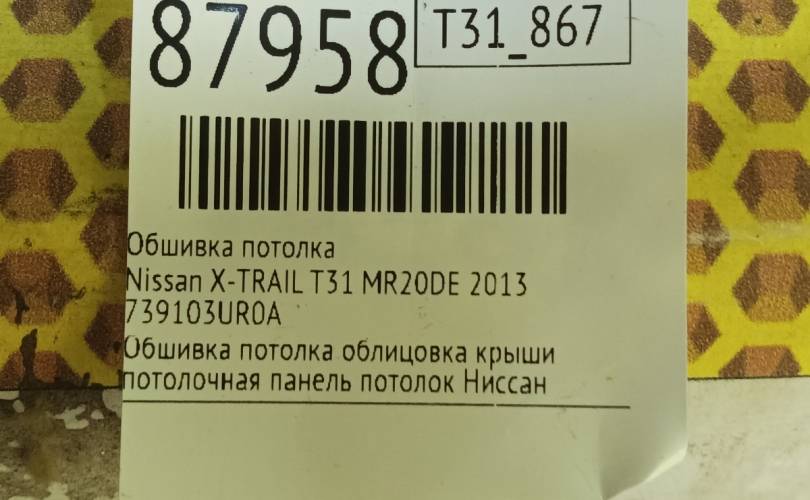 87958
T31_867
Обшивка потолка
Nissan X-TRAIL T31 MR20DE 2013
739103UR0A
Обшивка потолка облицовка крыши
потолочная панель потолок Ниссан